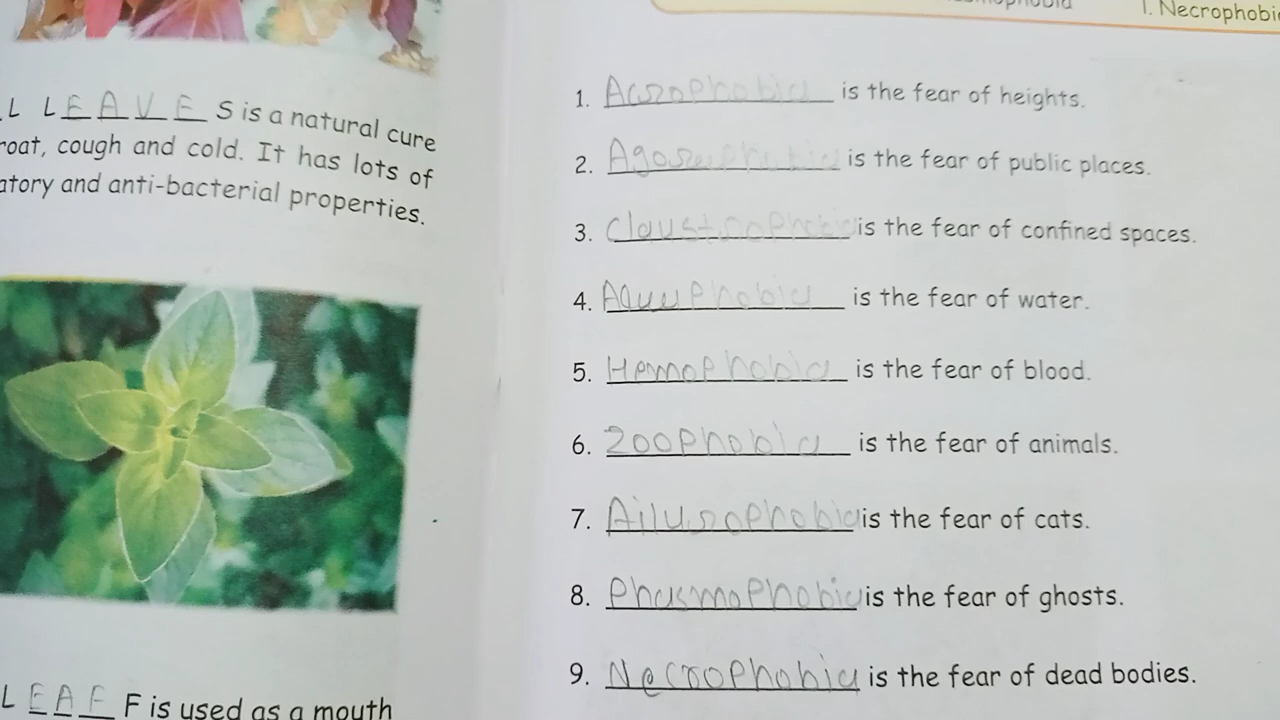 l. Necrophobi
L L E A V E S is a natural cure
roat, cough and cold. It has lots of
atory and anti-bacterial properties.
L E A F F is used as a mouth
1. Acrophobia is the fear of heights.
2. Agoraphobia is the fear of public places.
3. Claustrophobia is the fear of confined spaces.
4. Aquaphobia is the fear of water.
5. Hemophobia is the fear of blood.
6. Zoophobia is the fear of animals.
7. Ailurophobia is the fear of cats.
8. Phasmophobia is the fear of ghosts.
9. Necrophobia is the fear of dead bodies.